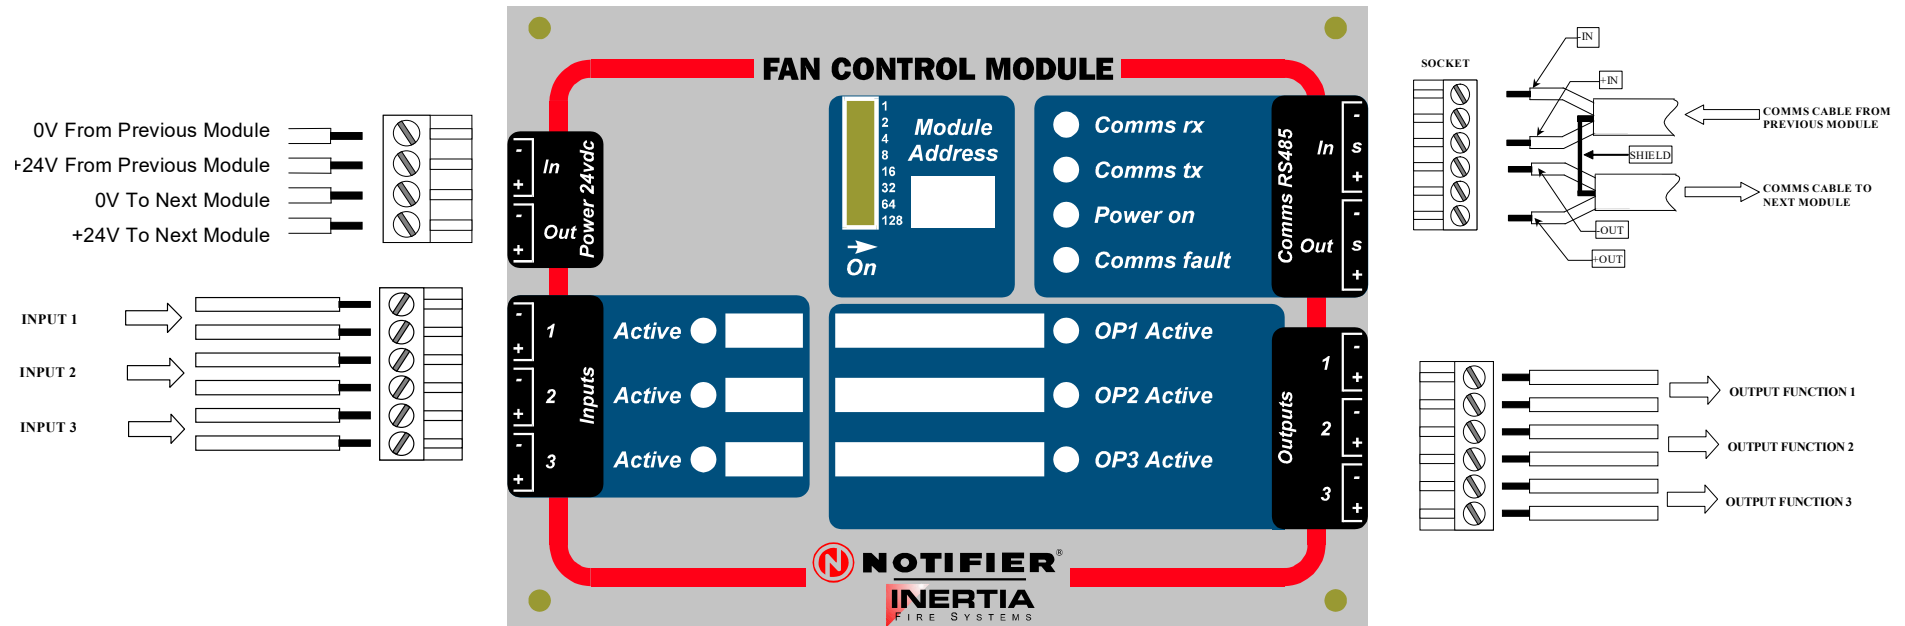 0V From Previous Module
+24V From Previous Module
0V To Next Module
+24V To Next Module
INPUT 1
INPUT 2
INPUT 3
FAN CONTROL MODULE
-
+
In
-
+
Out
Power 24vdc
1
2
4
8
16
32
64
128
On
Module
Address
Comms rx
Comms tx
Power on
Comms fault
Comms RS485
In
-
s
+
Out
-
s
+
-
+
1
-
+
2
-
+
3
Inputs
Active
Active
Active
OP1 Active
OP2 Active
OP3 Active
Outputs
1
-
+
2
-
+
3
-
+
N NOTIFIER®
INERTIA
FIRE SYSTEMS
SOCKET
-IN
+IN
COMMS CABLE FROM
PREVIOUS MODULE
SHIELD
COMMS CABLE TO
NEXT MODULE
-OUT
+OUT
OUTPUT FUNCTION 1
OUTPUT FUNCTION 2
OUTPUT FUNCTION 3